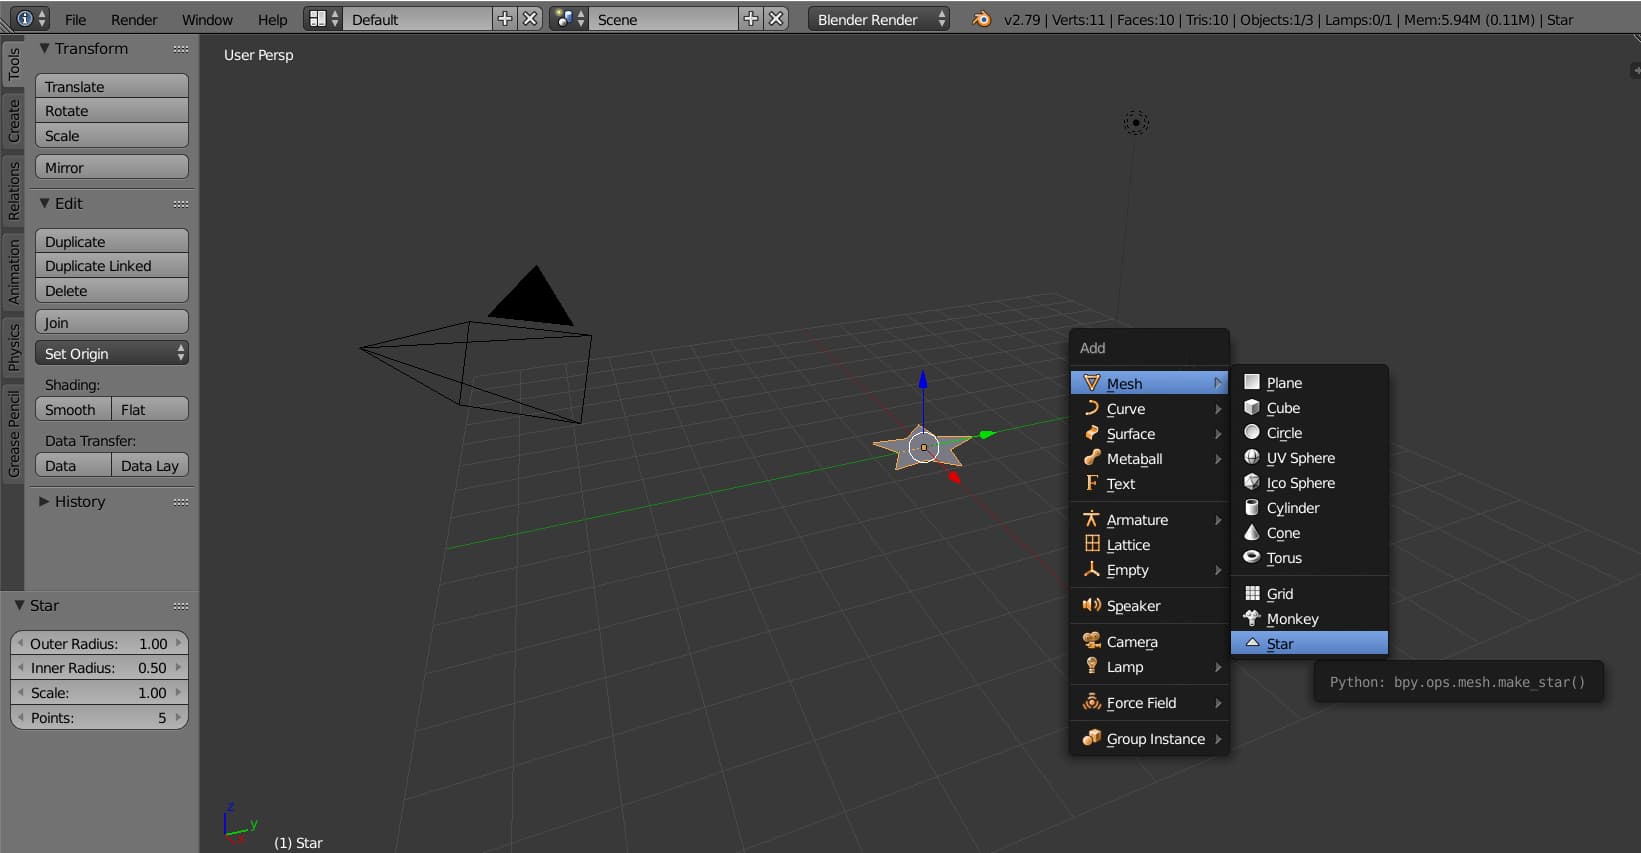 File Render Window Help Default Scene Blender Render v2.79 | Verts:11 | Faces:10 | Tris:10 | Objects:1/3 | Lamps:0/1 | Mem:5.94M (0.11M) | Star
Tools
Create
Relations
Animation
Physics
Grease Pencil
Transform
Translate
Rotate
Scale
Mirror
Edit
Duplicate
Duplicate Linked
Delete
Join
Set Origin
Shading:
Smooth Flat
Data Transfer:
Data Data Lay
History
Star
Outer Radius: 1.00
Inner Radius: 0.50
Scale: 1.00
Points: 5
User Persp
Add
Mesh
Curve
Surface
Metaball
Text
Armature
Lattice
Empty
Speaker
Camera
Lamp
Force Field
Group Instance
Plane
Cube
Circle
UV Sphere
Ico Sphere
Cylinder
Cone
Torus
Grid
Monkey
Star
Python: bpy.ops.mesh.make_star()
z
y
x
(1) Star